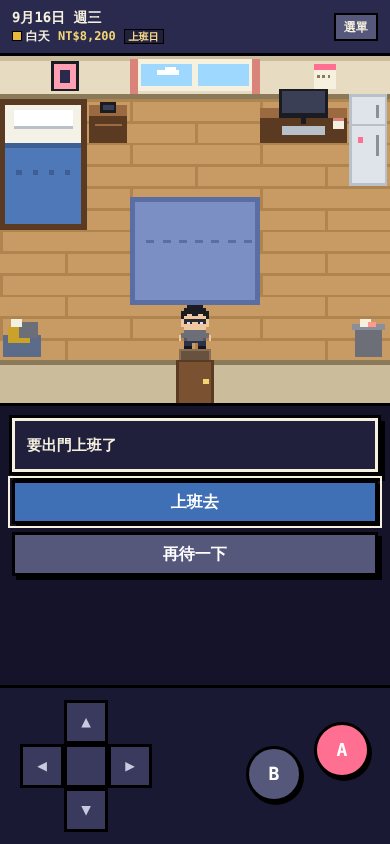 9月16日 週三
白天 NT$8,200 上班日
選單
要出門上班了
上班去
再待一下
▲
◀ ▶
▼
B
A